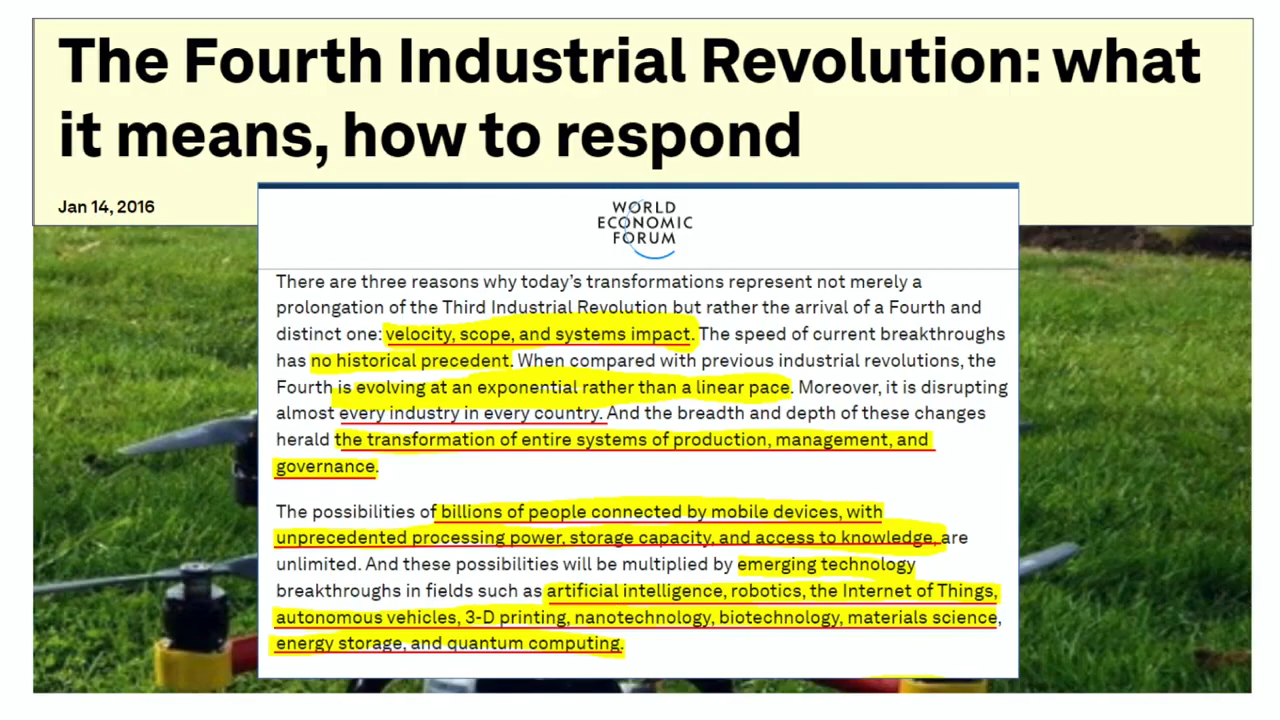 The Fourth Industrial Revolution: what
it means, how to respond
Jan 14, 2016
WORLD
ECONOMIC
FORUM
There are three reasons why today's transformations represent not merely a
prolongation of the Third Industrial Revolution but rather the arrival of a Fourth and
distinct one: velocity, scope, and systems impact. The speed of current breakthroughs
has no historical precedent. When compared with previous industrial revolutions, the
Fourth is evolving at an exponential rather than a linear pace. Moreover, it is disrupting
almost every industry in every country. And the breadth and depth of these changes
herald the transformation of entire systems of production, management, and
governance.
The possibilities of billions of people connected by mobile devices, with
unprecedented processing power, storage capacity, and access to knowledge, are
unlimited. And these possibilities will be multiplied by emerging technology
breakthroughs in fields such as artificial intelligence, robotics, the Internet of Things,
autonomous vehicles, 3-D printing, nanotechnology, biotechnology, materials science,
energy storage, and quantum computing.